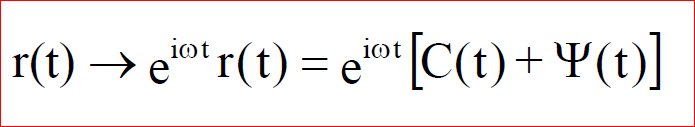 r(t) → e^{iωt} r(t) = e^{iωt} [C(t) + Ψ(t)]